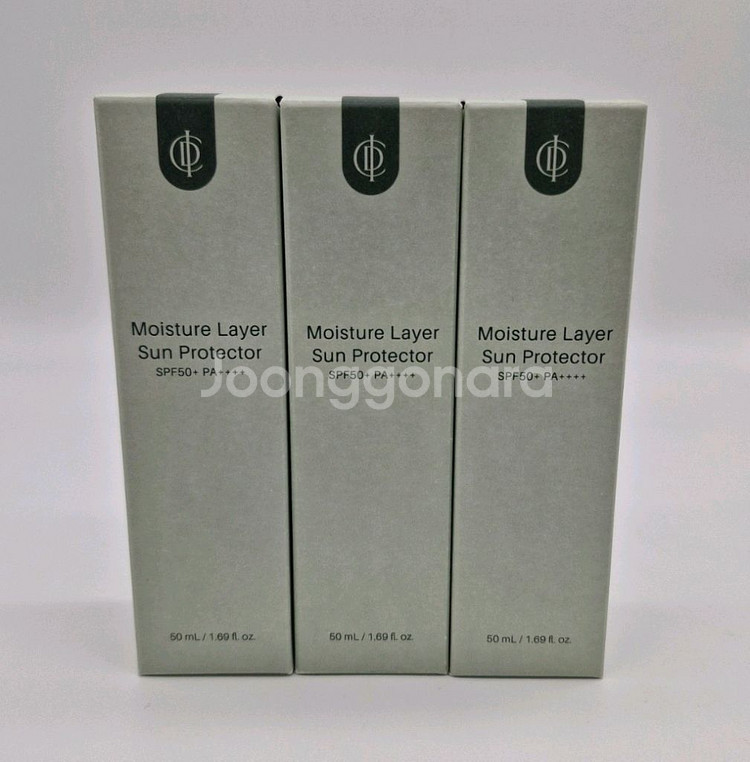 Moisture Layer
Sun Protector
SPF50+ PA++++
50 mL / 1.69 fl. oz.
Moisture Layer
Sun Protector
SPF50+ PA++++
50 mL / 1.69 fl. oz.
Moisture Layer
Sun Protector
SPF50+ PA++++
50 mL / 1.69 fl. oz.
Joonggonara